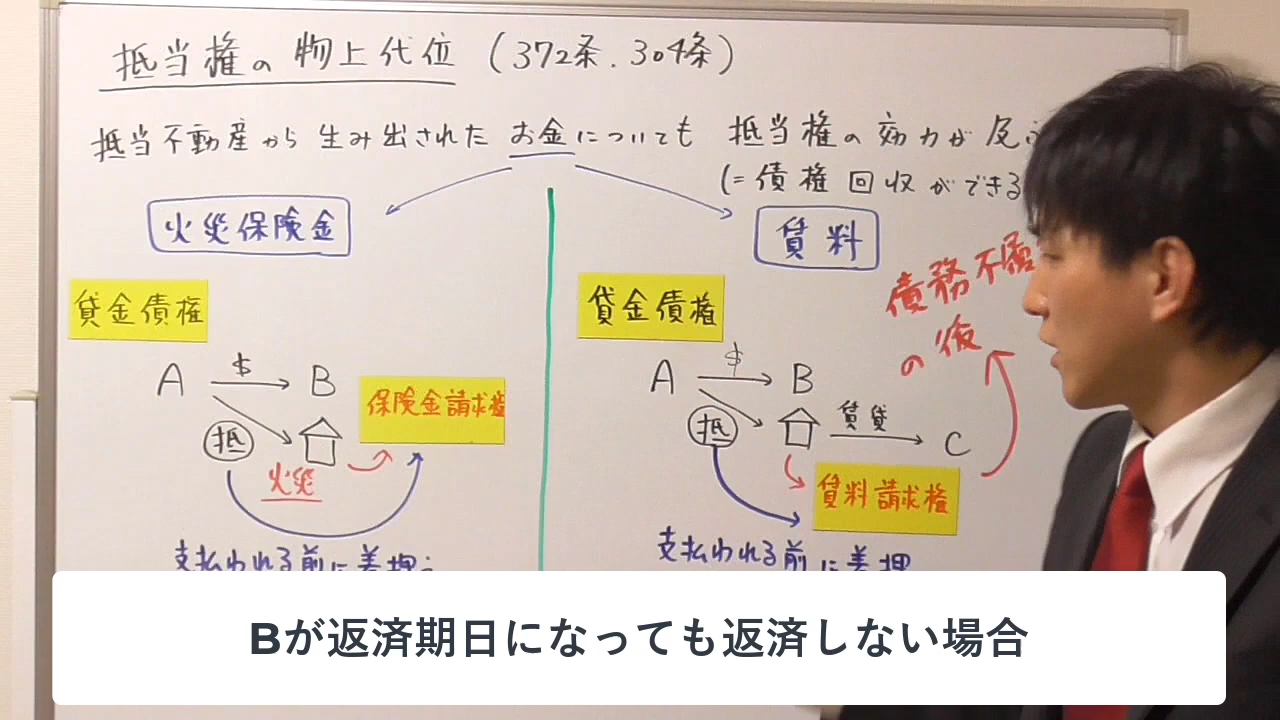 抵当権の物上代位（372条．304条）
抵当不動産から生み出されたお金についても 抵当権の効力が及
(=債権回収ができる
火災保険金
賃料
債務不履
の後
貸金債権
貸金債権
A $ B
保険金請求権
抵
火災
A $ B
抵
賃貸
C
賃料請求権
支払われる前に差押
支払われる前に差押
Bが返済期日になっても返済しない場合